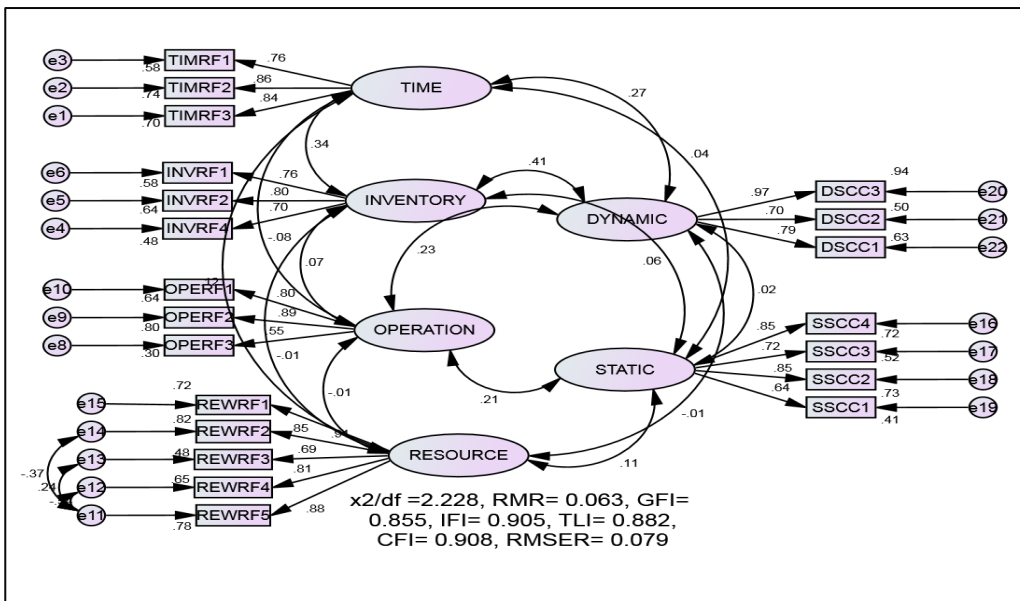 e3 .58 TIMRF1 .76
e2 .74 TIMRF2 .86
e1 .70 TIMRF3 .84
TIME
.27
.34
.04
e6 .58 INVRF1 .76
e5 .64 INVRF2 .80
e4 .48 INVRF4 .70
INVENTORY
.41
DYNAMIC
.97 DSCC3 .94 e20
.70 DSCC2 .50 e21
.79 DSCC1 .63 e22
-.08
.07
.23
.06
.02
.12
e10 .64 OPERF1 .80
e9 .80 OPERF2 .89
e8 .30 OPERF3 .55
OPERATION
-.01
-.01
.21
STATIC
.85 SSCC4 .72 e16
.72 SSCC3 .52 e17
.85 SSCC2 .73 e18
.64 SSCC1 .41 e19
-.01
.11
e15 .72 REWRF1
e14 .82 REWRF2 .85
e13 .48 REWRF3 .69
e12 .65 REWRF4 .81
e11 .78 REWRF5 .88
-.37
.24
RESOURCE
x2/df =2.228, RMR= 0.063, GFI=
0.855, IFI= 0.905, TLI= 0.882,
CFI= 0.908, RMSER= 0.079